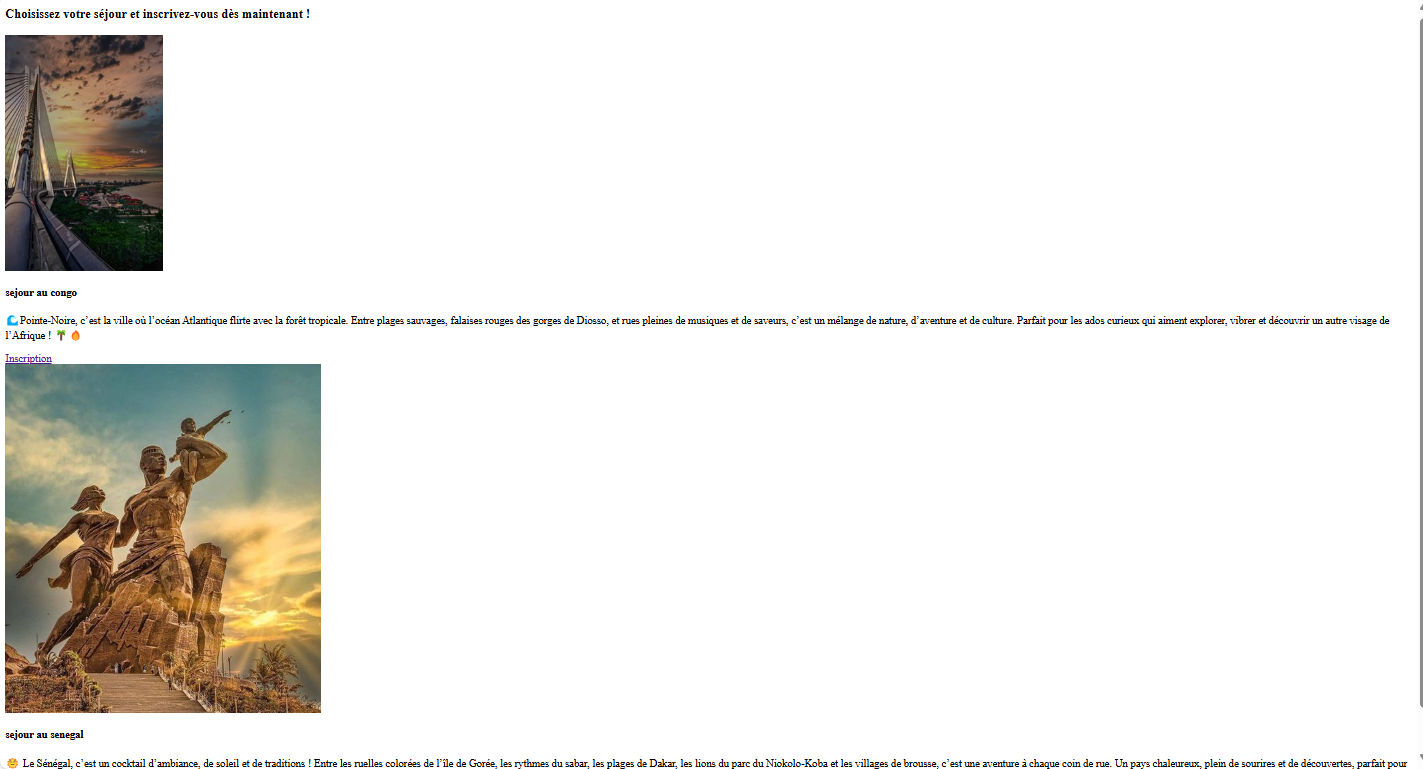 Choisissez votre séjour et inscrivez-vous dès maintenant !
sejour au congo
🌊Pointe-Noire, c’est la ville où l’océan Atlantique flirte avec la forêt tropicale. Entre plages sauvages, falaises rouges des gorges de Diosso, et rues pleines de musiques et de saveurs, c’est un mélange de nature, d’aventure et de culture. Parfait pour les ados curieux qui aiment explorer, vibrer et découvrir un autre visage de
l’Afrique ! 🌴 🔥
Inscription
sejour au senegal
🌞 Le Sénégal, c’est un cocktail d’ambiance, de soleil et de traditions ! Entre les ruelles colorées de l’île de Gorée, les rythmes du sabar, les plages de Dakar, les lions du parc du Niokolo-Koba et les villages de brousse, c’est une aventure à chaque coin de rue. Un pays chaleureux, plein de sourires et de découvertes, parfait pour